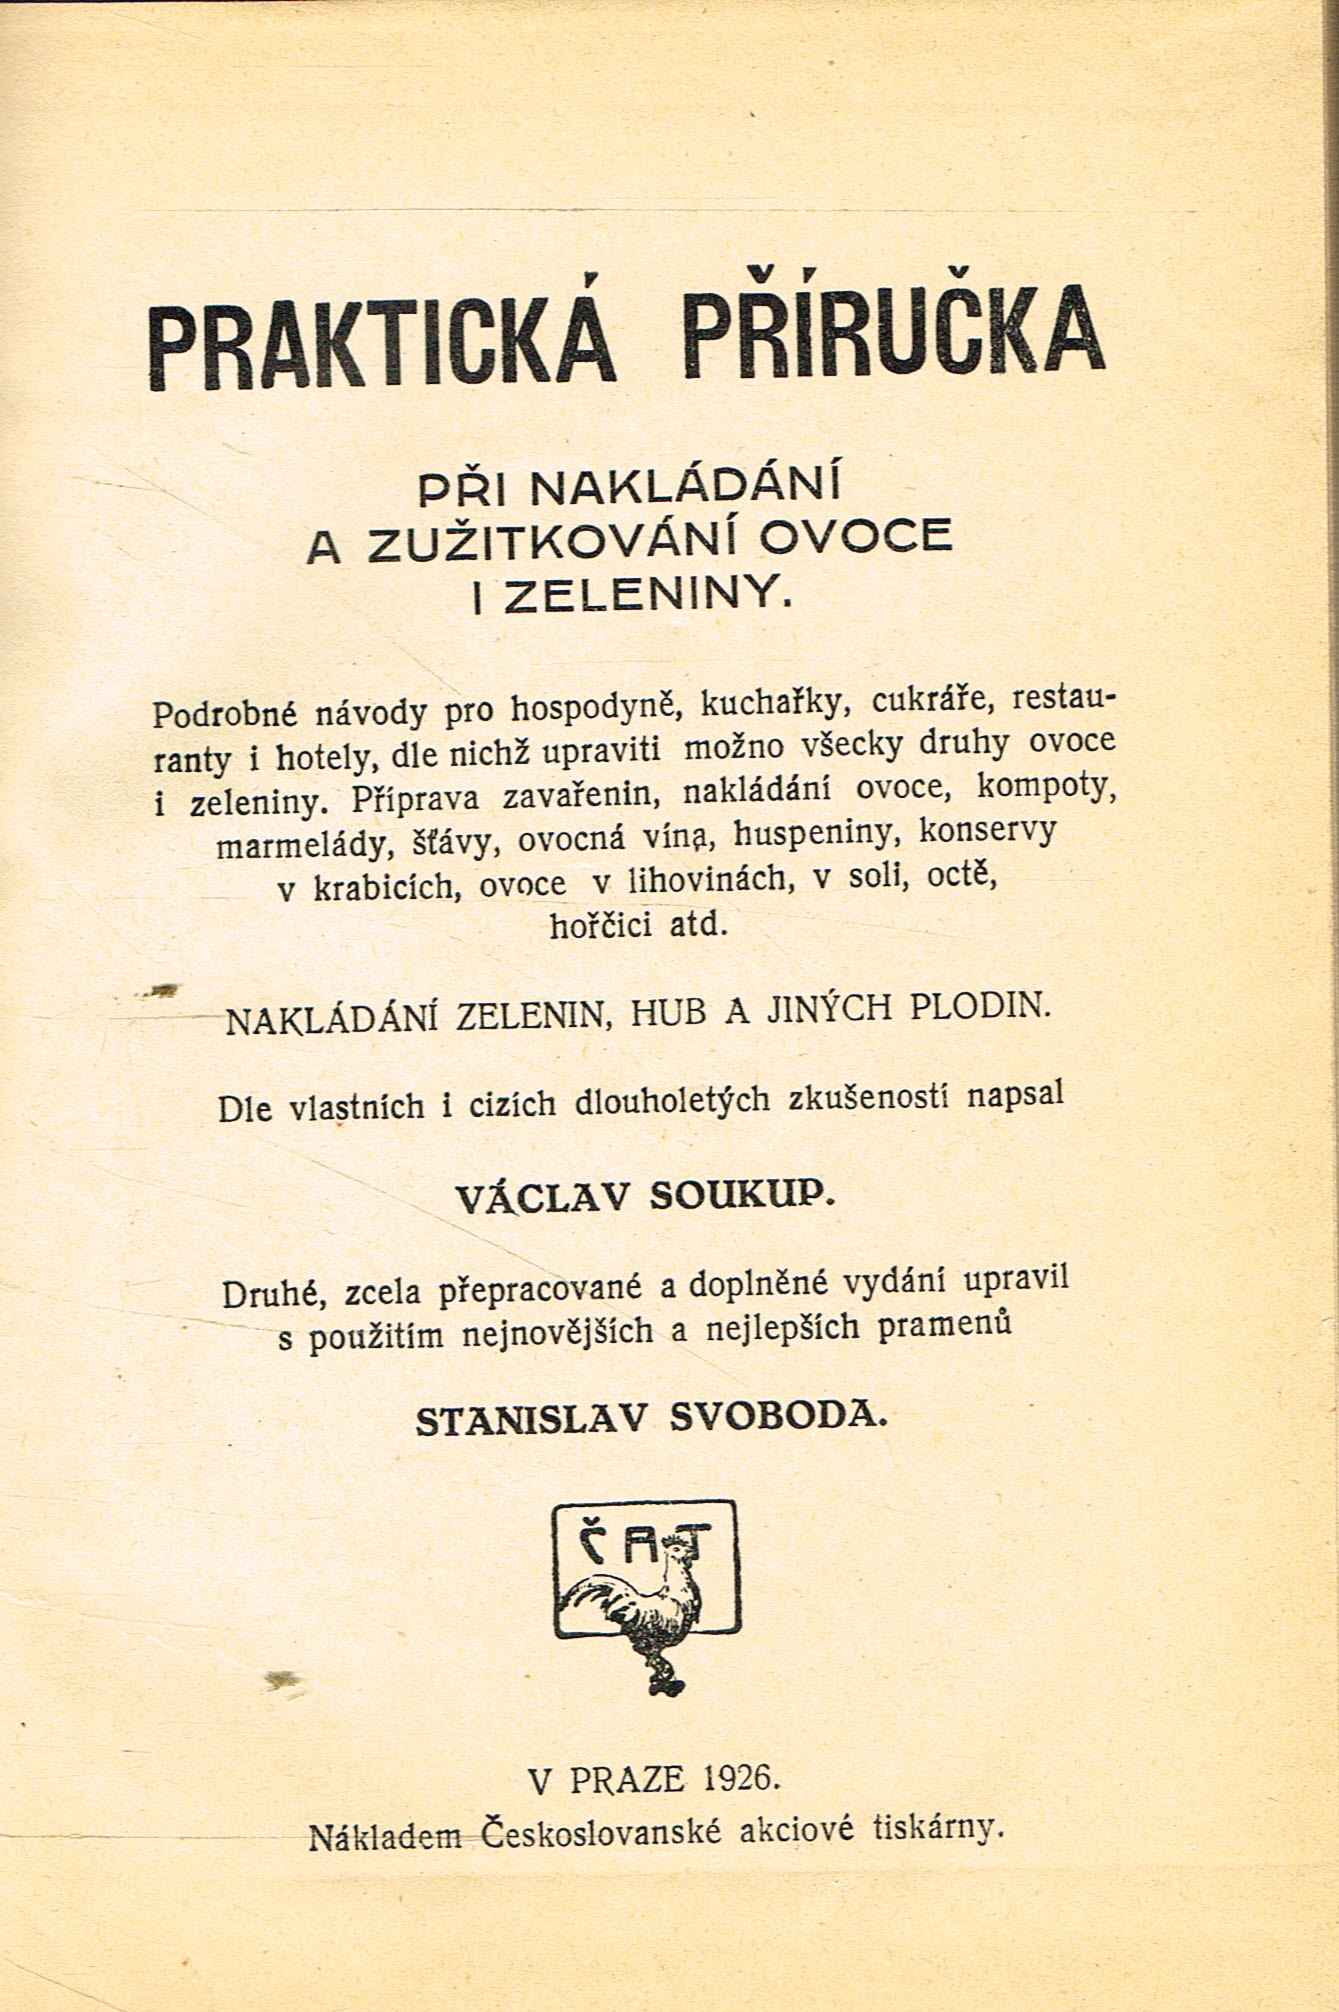 PRAKTICKÁ PŘÍRUČKA
PŘI NAKLÁDÁNÍ
A ZUŽITKOVÁNÍ OVOCE
I ZELENINY.
Podrobné návody pro hospodyně, kuchařky, cukráře, restau-
ranty i hotely, dle nichž upraviti možno všecky druhy ovoce
i zeleniny. Příprava zavařenin, nakládání ovoce, kompoty,
marmelády, šťávy, ovocná vína, huspeniny, konservy
v krabicích, ovoce v lihovinách, v soli, octě,
hořčici atd.
NAKLÁDÁNÍ ZELENIN, HUB A JINÝCH PLODIN.
Dle vlastních i cizích dlouholetých zkušeností napsal
VÁCLAV SOUKUP.
Druhé, zcela přepracované a doplněné vydání upravil
s použitím nejnovějších a nejlepších pramenů
STANISLAV SVOBODA.
ČAT
V PRAZE 1926.
Nákladem Českoslovanské akciové tiskárny.